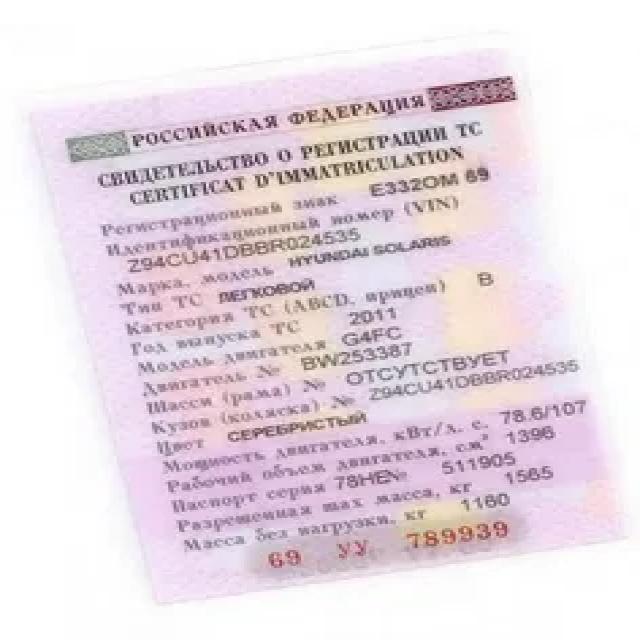 РОССИЙСКАЯ ФЕДЕРАЦИЯ
СВИДЕТЕЛЬСТВО О РЕГИСТРАЦИИ ТС
CERTIFICAT D'IMMATRICULATION
Регистрационный знак Е332ОМ 69
Идентификационный номер (VIN)
Z94CU41DBBR024535
Марка, модель HYUNDAI SOLARIS
Тип ТС ЛЕГКОВОЙ
Категория ТС (ABCD, прицеп) B
Год выпуска ТС 2011
Модель двигателя G4FC
Двигатель № BW253387
Шасси (рама) № ОТСУТСТВУЕТ
Кузов (коляска) № Z94CU41DBBR024535
Цвет СЕРЕБРИСТЫЙ
Мощность двигателя, кВт/л. с. 78.6/107
Рабочий объем двигателя, см³ 1396
Паспорт серия 78НЕ № 511905
Разрешенная max масса, кг 1565
Масса без нагрузки, кг 1160
69 УУ 789939